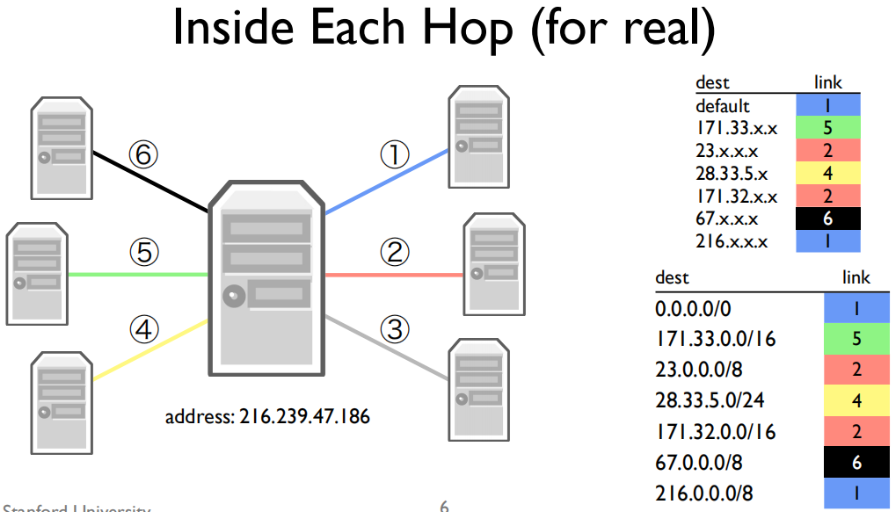 Inside Each Hop (for real)
⑥
①
⑤
②
④
③
address: 216.239.47.186
dest link
default 1
171.33.x.x 5
23.x.x.x 2
28.33.5.x 4
171.32.x.x 2
67.x.x.x 6
216.x.x.x 1
dest link
0.0.0.0/0 1
171.33.0.0/16 5
23.0.0.0/8 2
28.33.5.0/24 4
171.32.0.0/16 2
67.0.0.0/8 6
216.0.0.0/8 1
Stanford University
6